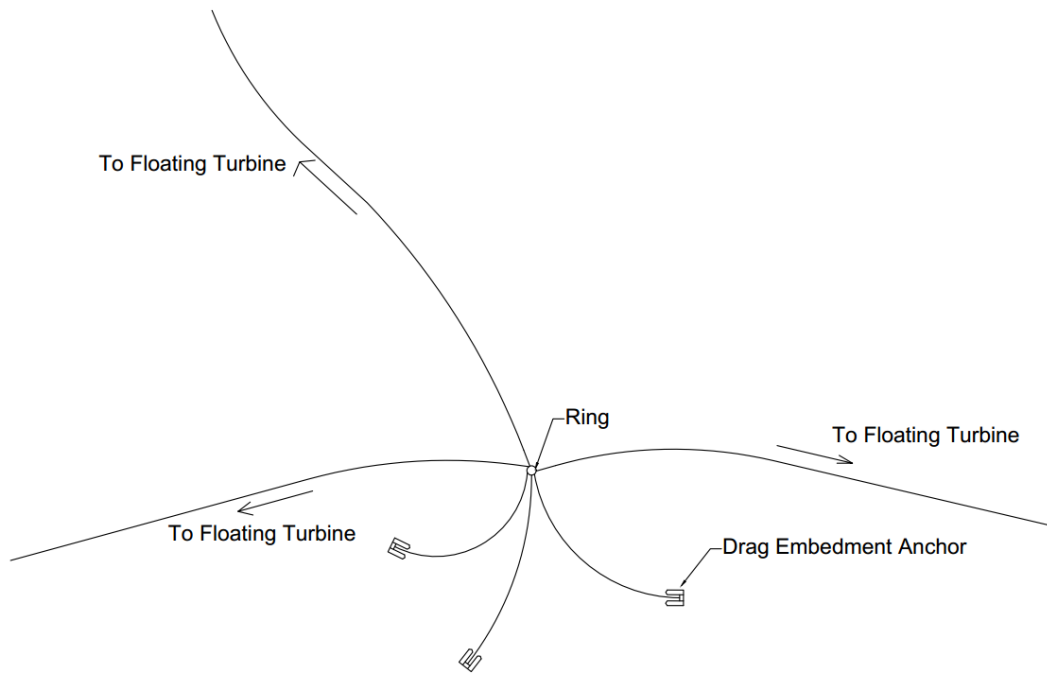 To Floating Turbine
Ring
To Floating Turbine
To Floating Turbine
Drag Embedment Anchor